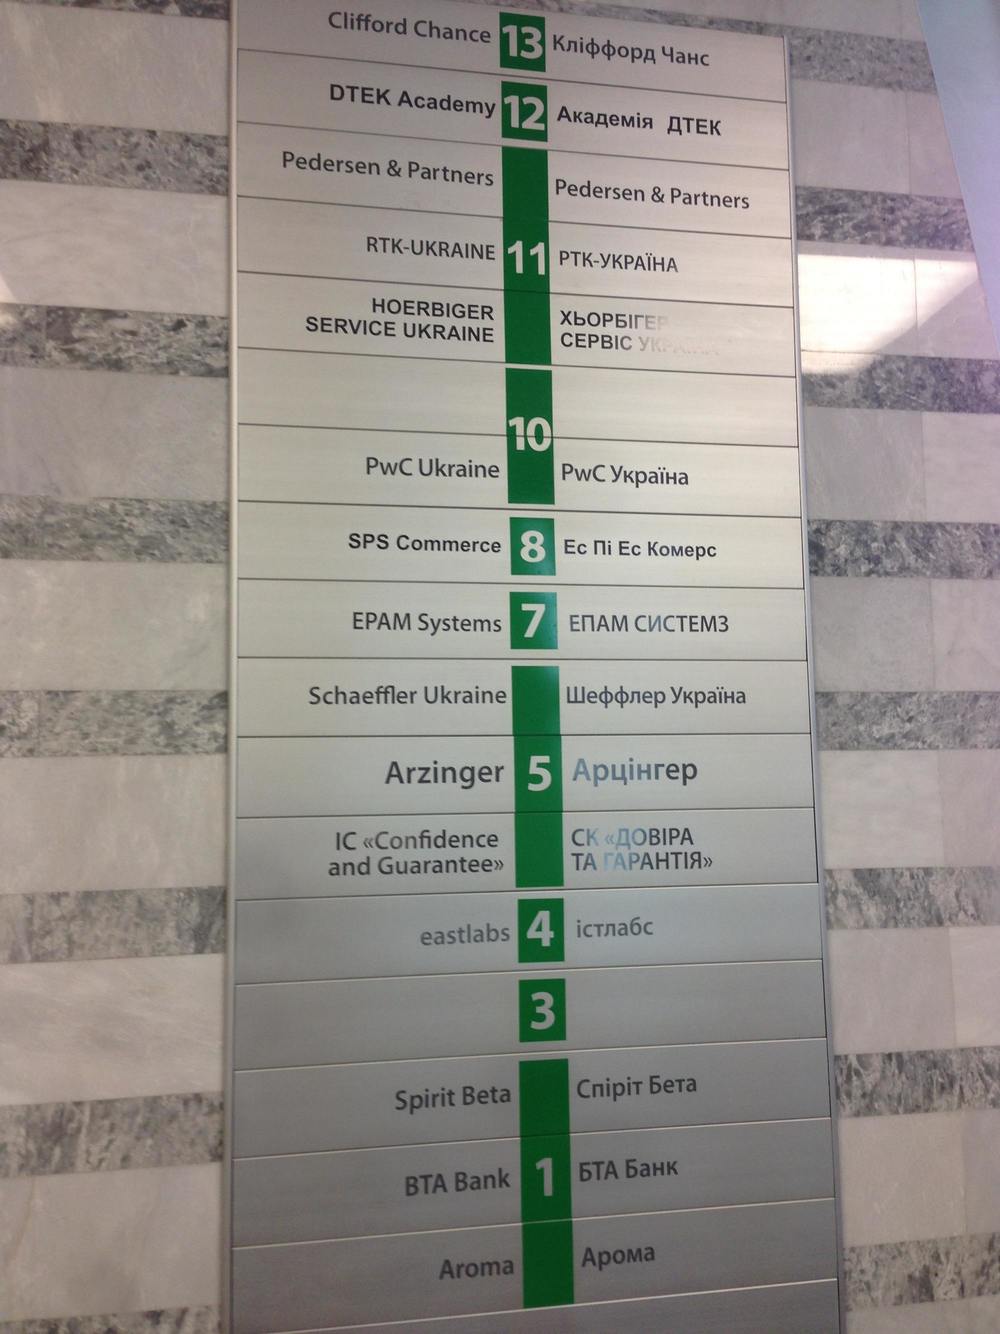 Clifford Chance 13 Кліффорд Чанс
DTEK Academy 12 Академія ДТЕК
Pedersen & Partners Pedersen & Partners
RTK-UKRAINE 11 РТК-УКРАЇНА
HOERBIGER ХЬОРБІГЕР
SERVICE UKRAINE СЕРВІС УКРАЇНА
10
PwC Ukraine PwC Україна
SPS Commerce 8 Ес Пі Ес Комерс
EPAM Systems 7 ЕПАМ СИСТЕМЗ
Schaeffler Ukraine Шеффлер Україна
Arzinger 5 Арцінгер
IC «Confidence СК «ДОВІРА
and Guarantee» ТА ГАРАНТІЯ»
eastlabs 4 істлабс
3
Spirit Beta Спіріт Бета
BTA Bank 1 БТА Банк
Aroma Арома